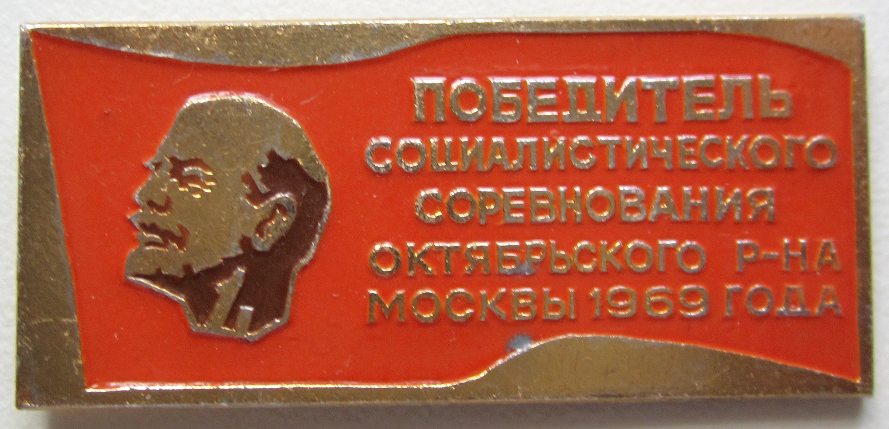 ПОБЕДИТЕЛЬ
СОЦИАЛИСТИЧЕСКОГО
СОРЕВНОВАНИЯ
ОКТЯБРЬСКОГО Р-НА
МОСКВЫ 1969 ГОДА